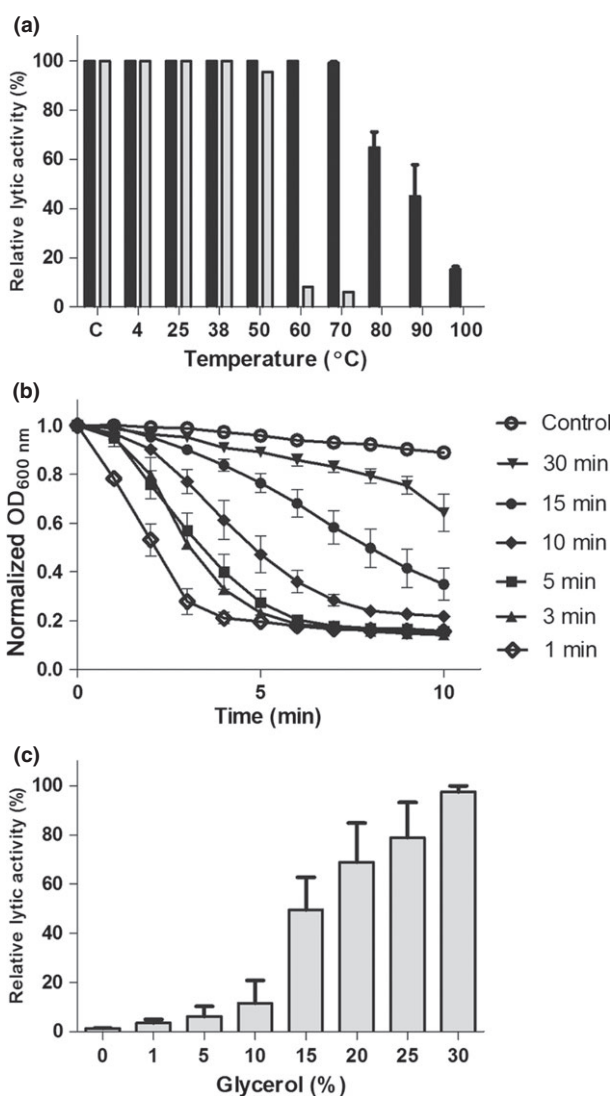 (a)
Relative lytic activity (%)
100
80
60
40
20
0
C 4 25 38 50 60 70 80 90 100
Temperature (°C)
(b)
Normalized OD600 nm
1.0
0.8
0.6
0.4
0.2
0.0
0 5 10
Time (min)
Control
30 min
15 min
10 min
5 min
3 min
1 min
(c)
Relative lytic activity (%)
100
80
60
40
20
0
0 1 5 10 15 20 25 30
Glycerol (%)